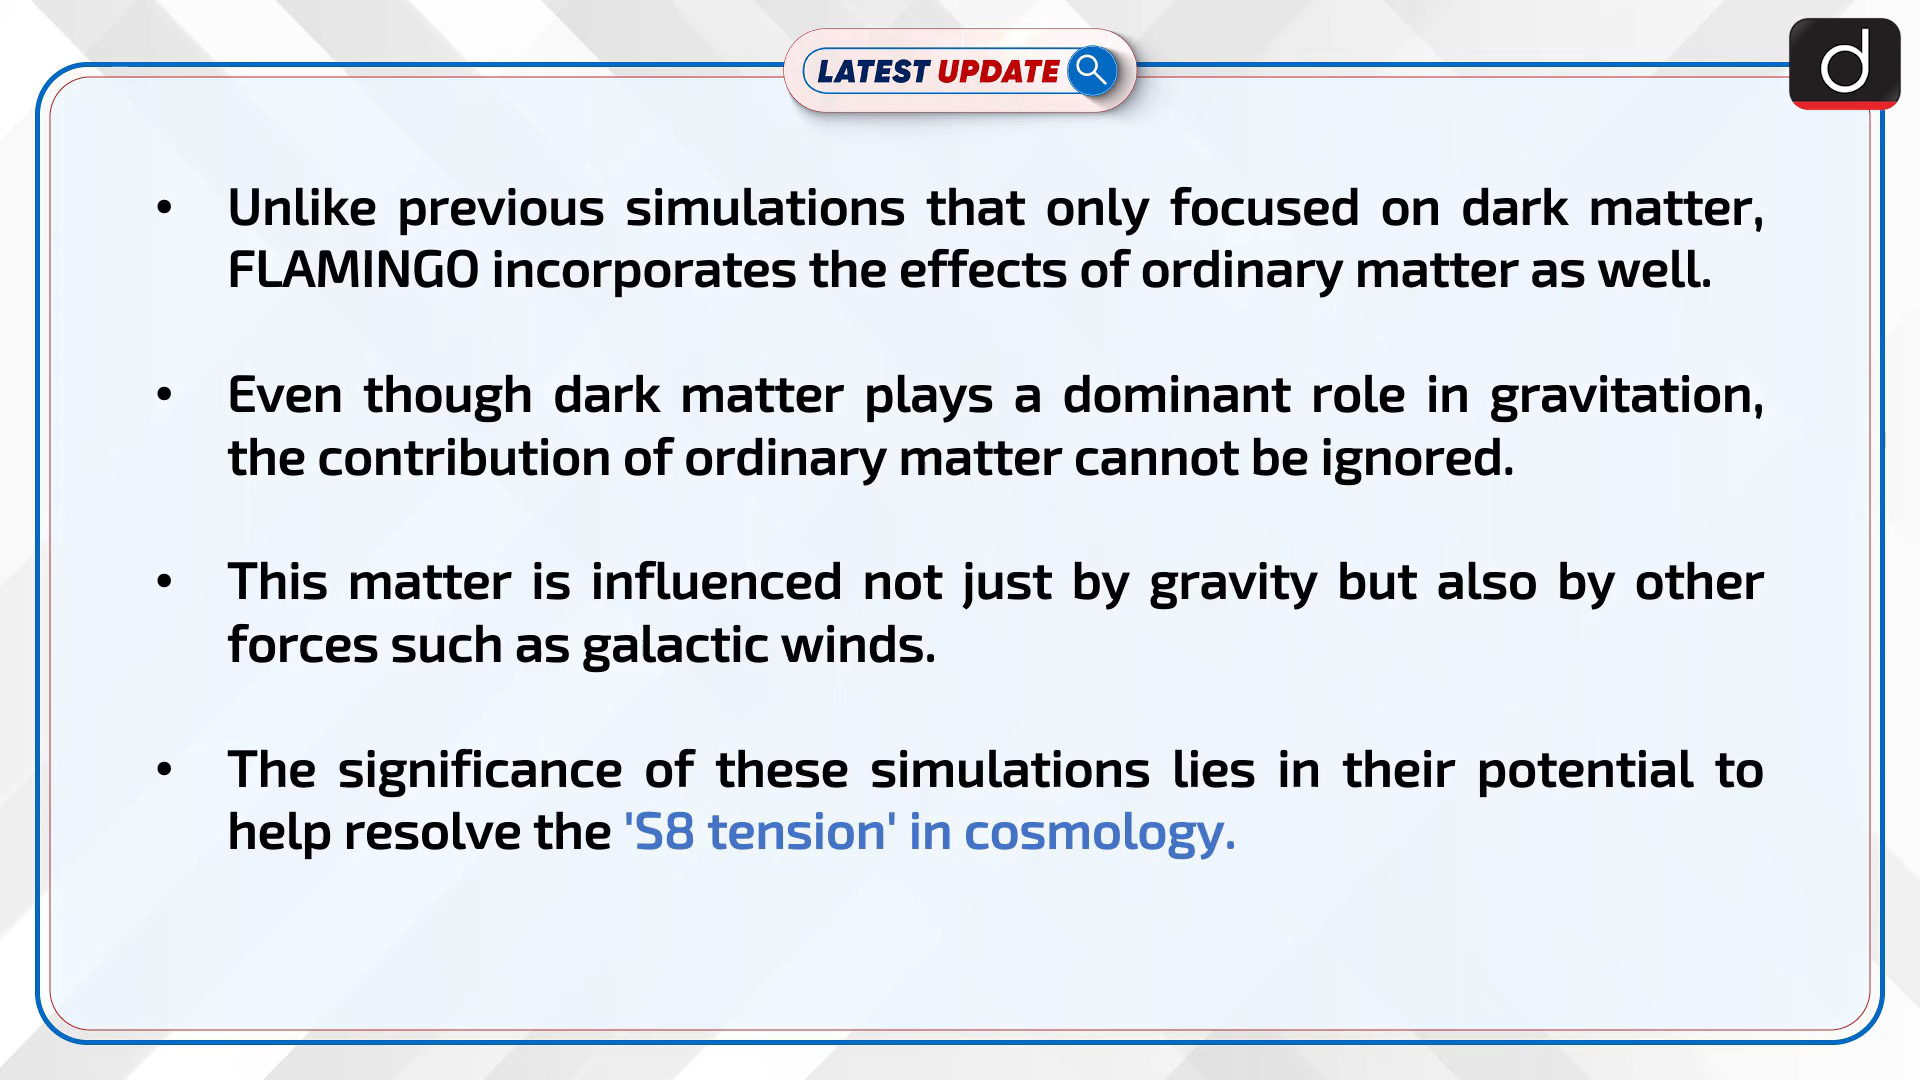 LATEST UPDATE
d
• Unlike previous simulations that only focused on dark matter,
FLAMINGO incorporates the effects of ordinary matter as well.
• Even though dark matter plays a dominant role in gravitation,
the contribution of ordinary matter cannot be ignored.
• This matter is influenced not just by gravity but also by other
forces such as galactic winds.
• The significance of these simulations lies in their potential to
help resolve the 'S8 tension' in cosmology.